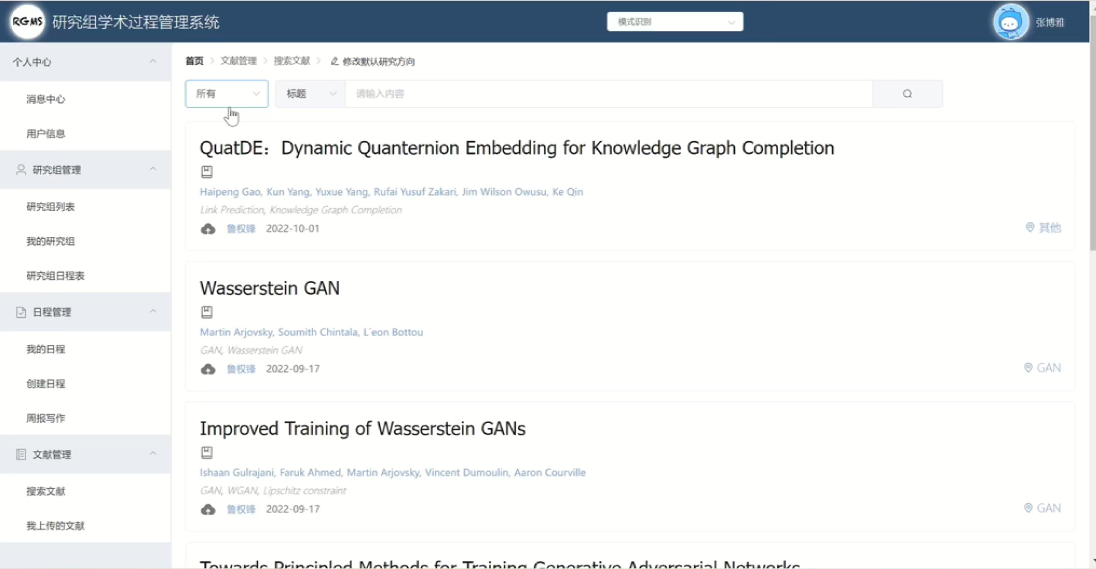 RGMS 研究组学术过程管理系统 模式识别 张博雅
个人中心
消息中心
用户信息
研究组管理
研究组列表
我的研究组
研究组日程表
日程管理
我的日程
创建日程
周报写作
文献管理
搜索文献
我上传的文献
首页 > 文献管理 > 搜索文献 > 修改默认研究方向
所有 标题 请输入内容
QuatDE：Dynamic Quanternion Embedding for Knowledge Graph Completion
Haipeng Gao, Kun Yang, Yuxue Yang, Rufai Yusuf Zakari, Jim Wilson Owusu, Ke Qin
Link Prediction, Knowledge Graph Completion
鲁权锋 2022-10-01 其他
Wasserstein GAN
Martin Arjovsky, Soumith Chintala, L´eon Bottou
GAN, Wasserstein GAN
鲁权锋 2022-09-17 GAN
Improved Training of Wasserstein GANs
Ishaan Gulrajani, Faruk Ahmed, Martin Arjovsky, Vincent Dumoulin, Aaron Courville
GAN, WGAN, Lipschitz constraint
鲁权锋 2022-09-17 GAN
Towards Principled Methods for Training Generative Adversarial Networks